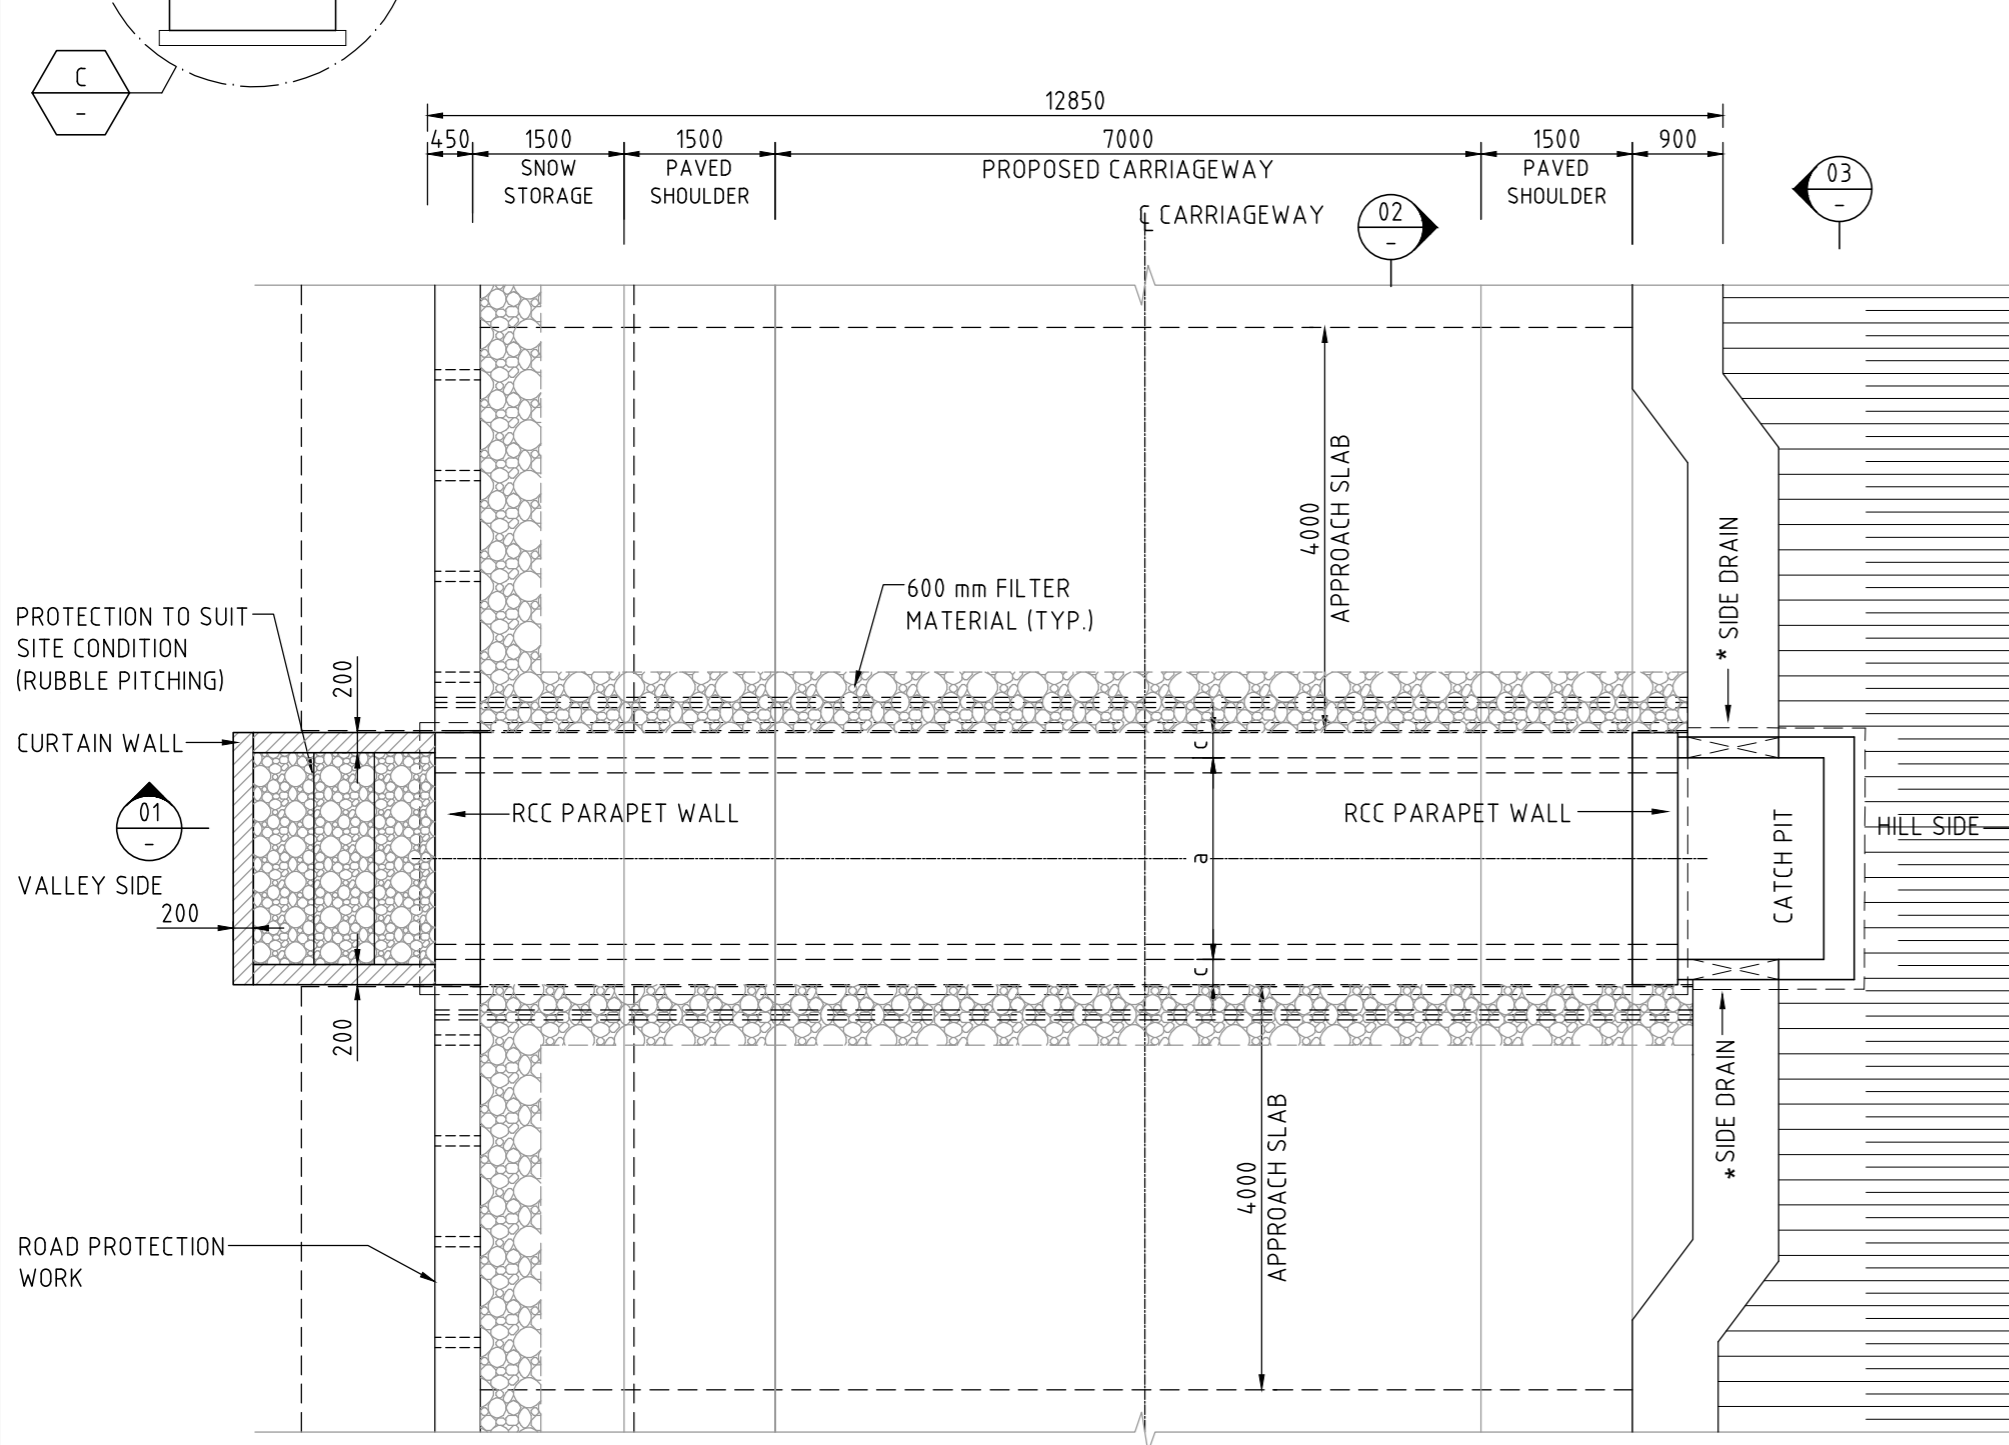 C
-
12850
450
1500
SNOW
STORAGE
1500
PAVED
SHOULDER
7000
PROPOSED CARRIAGEWAY
1500
PAVED
SHOULDER
900
℄ CARRIAGEWAY
02
-
03
-
4000
APPROACH SLAB
* SIDE DRAIN
600 mm FILTER
MATERIAL (TYP.)
PROTECTION TO SUIT
SITE CONDITION
(RUBBLE PITCHING)
200
CURTAIN WALL
c
01
-
RCC PARAPET WALL
RCC PARAPET WALL
a
CATCH PIT
HILL SIDE
VALLEY SIDE
200
c
200
4000
APPROACH SLAB
* SIDE DRAIN
ROAD PROTECTION
WORK